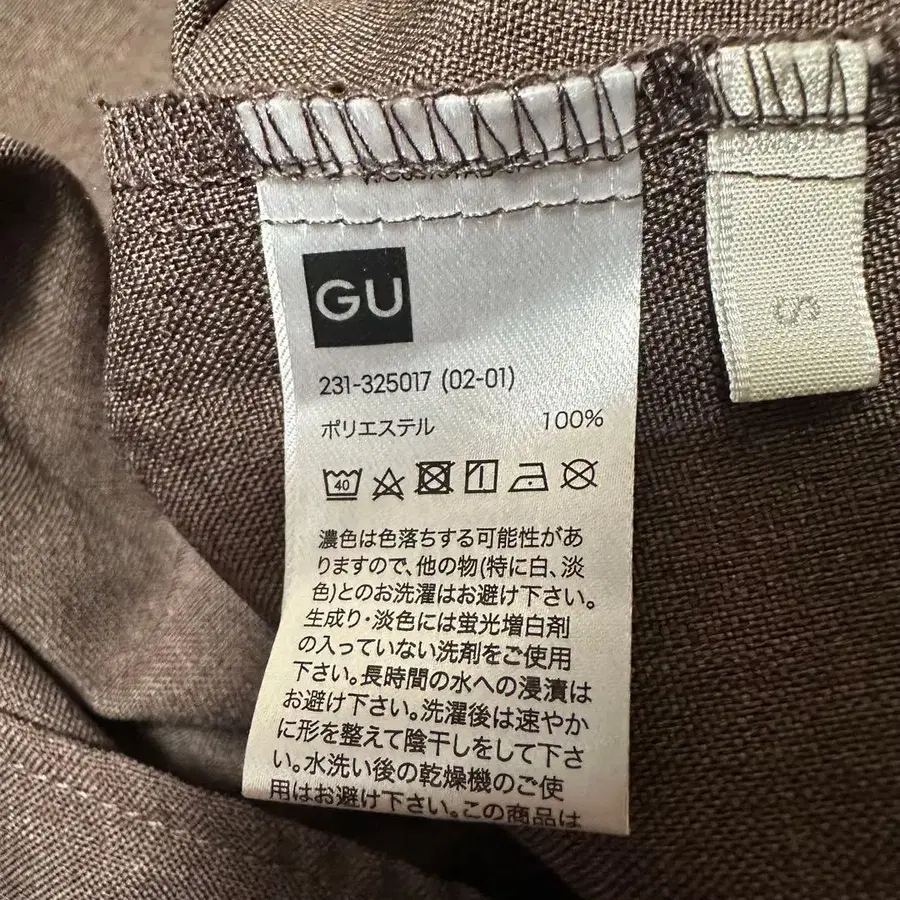 GU
231-325017 (02-01)
ポリエステル 100%
40
濃色は色落ちする可能性があ
りますので、他の物(特に白、淡
色)とのお洗濯はお避け下さい。
生成り・淡色には蛍光増白剤
の入っていない洗剤をご使用
下さい。長時間の水への浸漬は
お避け下さい。洗濯後は速やか
に形を整えて陰干しをして下さ
い。水洗い後の乾燥機のご使
用はお避け下さい。この商品は
S